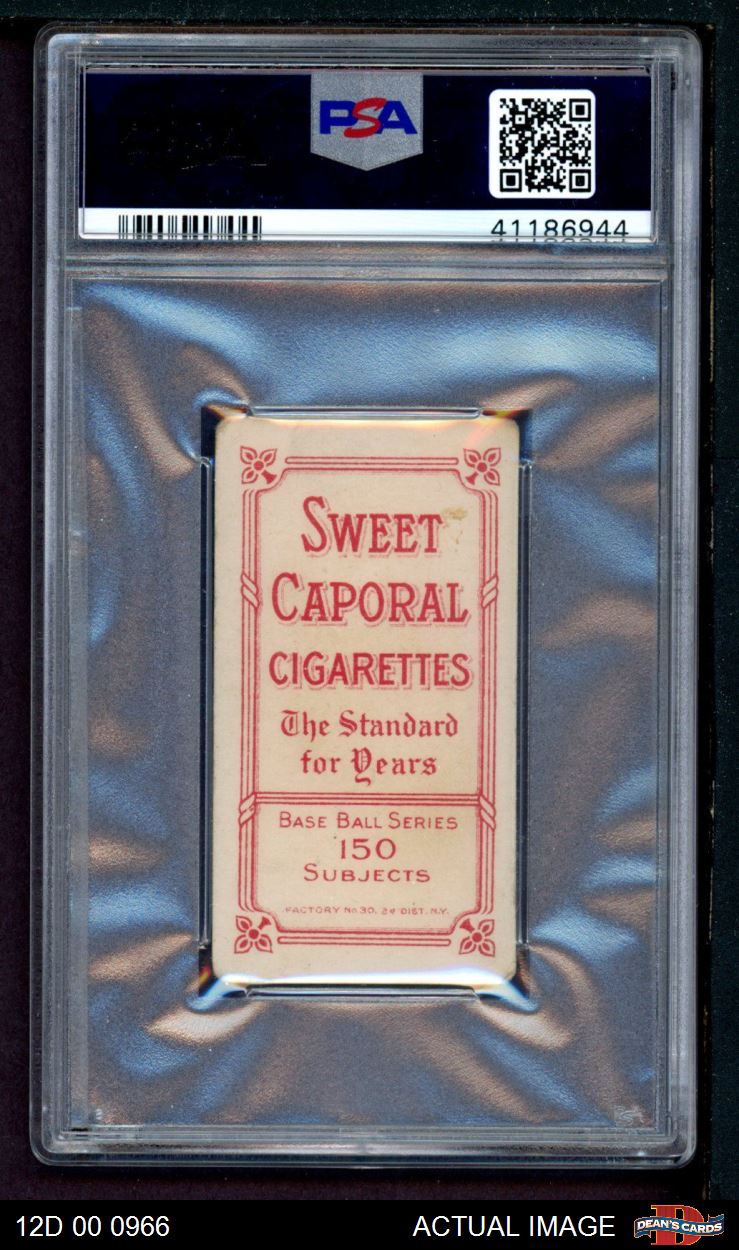 PSA
41186944
SWEET
CAPORAL
CIGARETTES
The Standard
for Years
BASE BALL SERIES
150
SUBJECTS
FACTORY No 30, 2d DIST. N.Y.
12D 00 0966 ACTUAL IMAGE DEAN'S CARDS